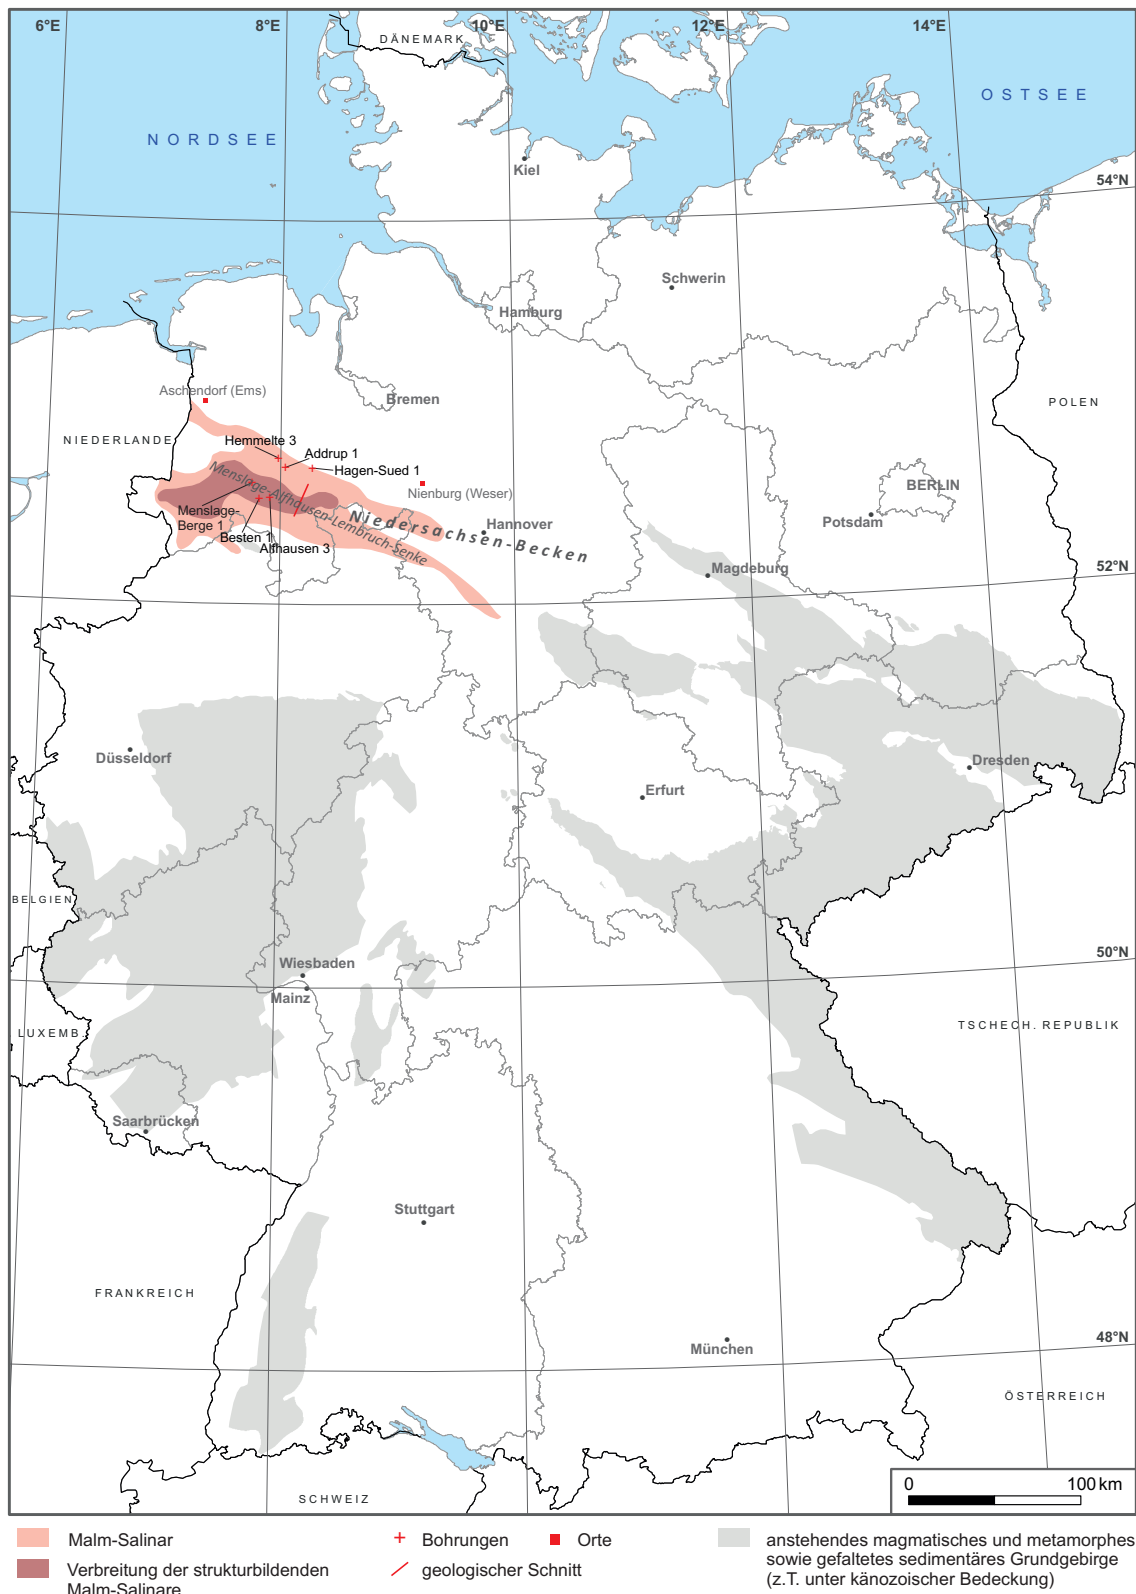 6°E
8°E
10°E
12°E
14°E
DÄNEMARK
OSTSEE
NORDSEE
Kiel
54°N
Schwerin
Hamburg
Aschendorf (Ems)
Bremen
POLEN
NIEDERLANDE
Hemmelte 3
Addrup 1
Hagen-Sued 1
BERLIN
Nienburg (Weser)
Menslage-Alfhausen-Lembruch-Senke
Menslage-
Berge 1
Niedersachsen-Becken
Hannover
Potsdam
Besten 1
Alfhausen 3
Magdeburg
52°N
Düsseldorf
Dresden
Erfurt
BELGIEN
50°N
Wiesbaden
Mainz
LUXEMB.
TSCHECH. REPUBLIK
Saarbrücken
Stuttgart
FRANKREICH
48°N
München
ÖSTERREICH
SCHWEIZ
0 100 km
Malm-Salinar
Verbreitung der strukturbildenden
Malm-Salinare
Bohrungen
Orte
geologischer Schnitt
anstehendes magmatisches und metamorphes
sowie gefaltetes sedimentäres Grundgebirge
(z.T. unter känozoischer Bedeckung)